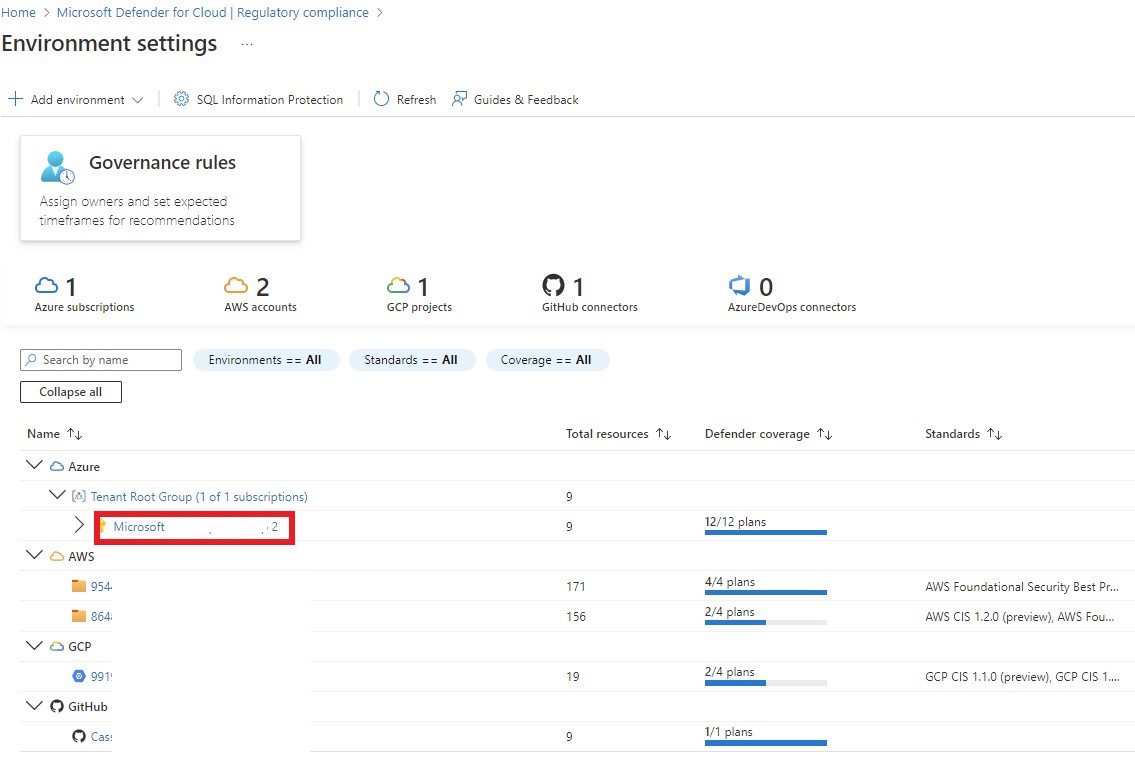 Home > Microsoft Defender for Cloud | Regulatory compliance >
Environment settings ...
Add environment SQL Information Protection Refresh Guides & Feedback
Governance rules
Assign owners and set expected
timeframes for recommendations
1 2 1 1 0
Azure subscriptions AWS accounts GCP projects GitHub connectors AzureDevOps connectors
Search by name Environments == All Standards == All Coverage == All
Collapse all
Name Total resources Defender coverage Standards
Azure
Tenant Root Group (1 of 1 subscriptions) 9
Microsoft 2 9 12/12 plans
AWS
954 171 4/4 plans AWS Foundational Security Best Pr...
864 156 2/4 plans AWS CIS 1.2.0 (preview), AWS Fou...
GCP
991 19 2/4 plans GCP CIS 1.1.0 (preview), GCP CIS 1....
GitHub
Cas 9 1/1 plans